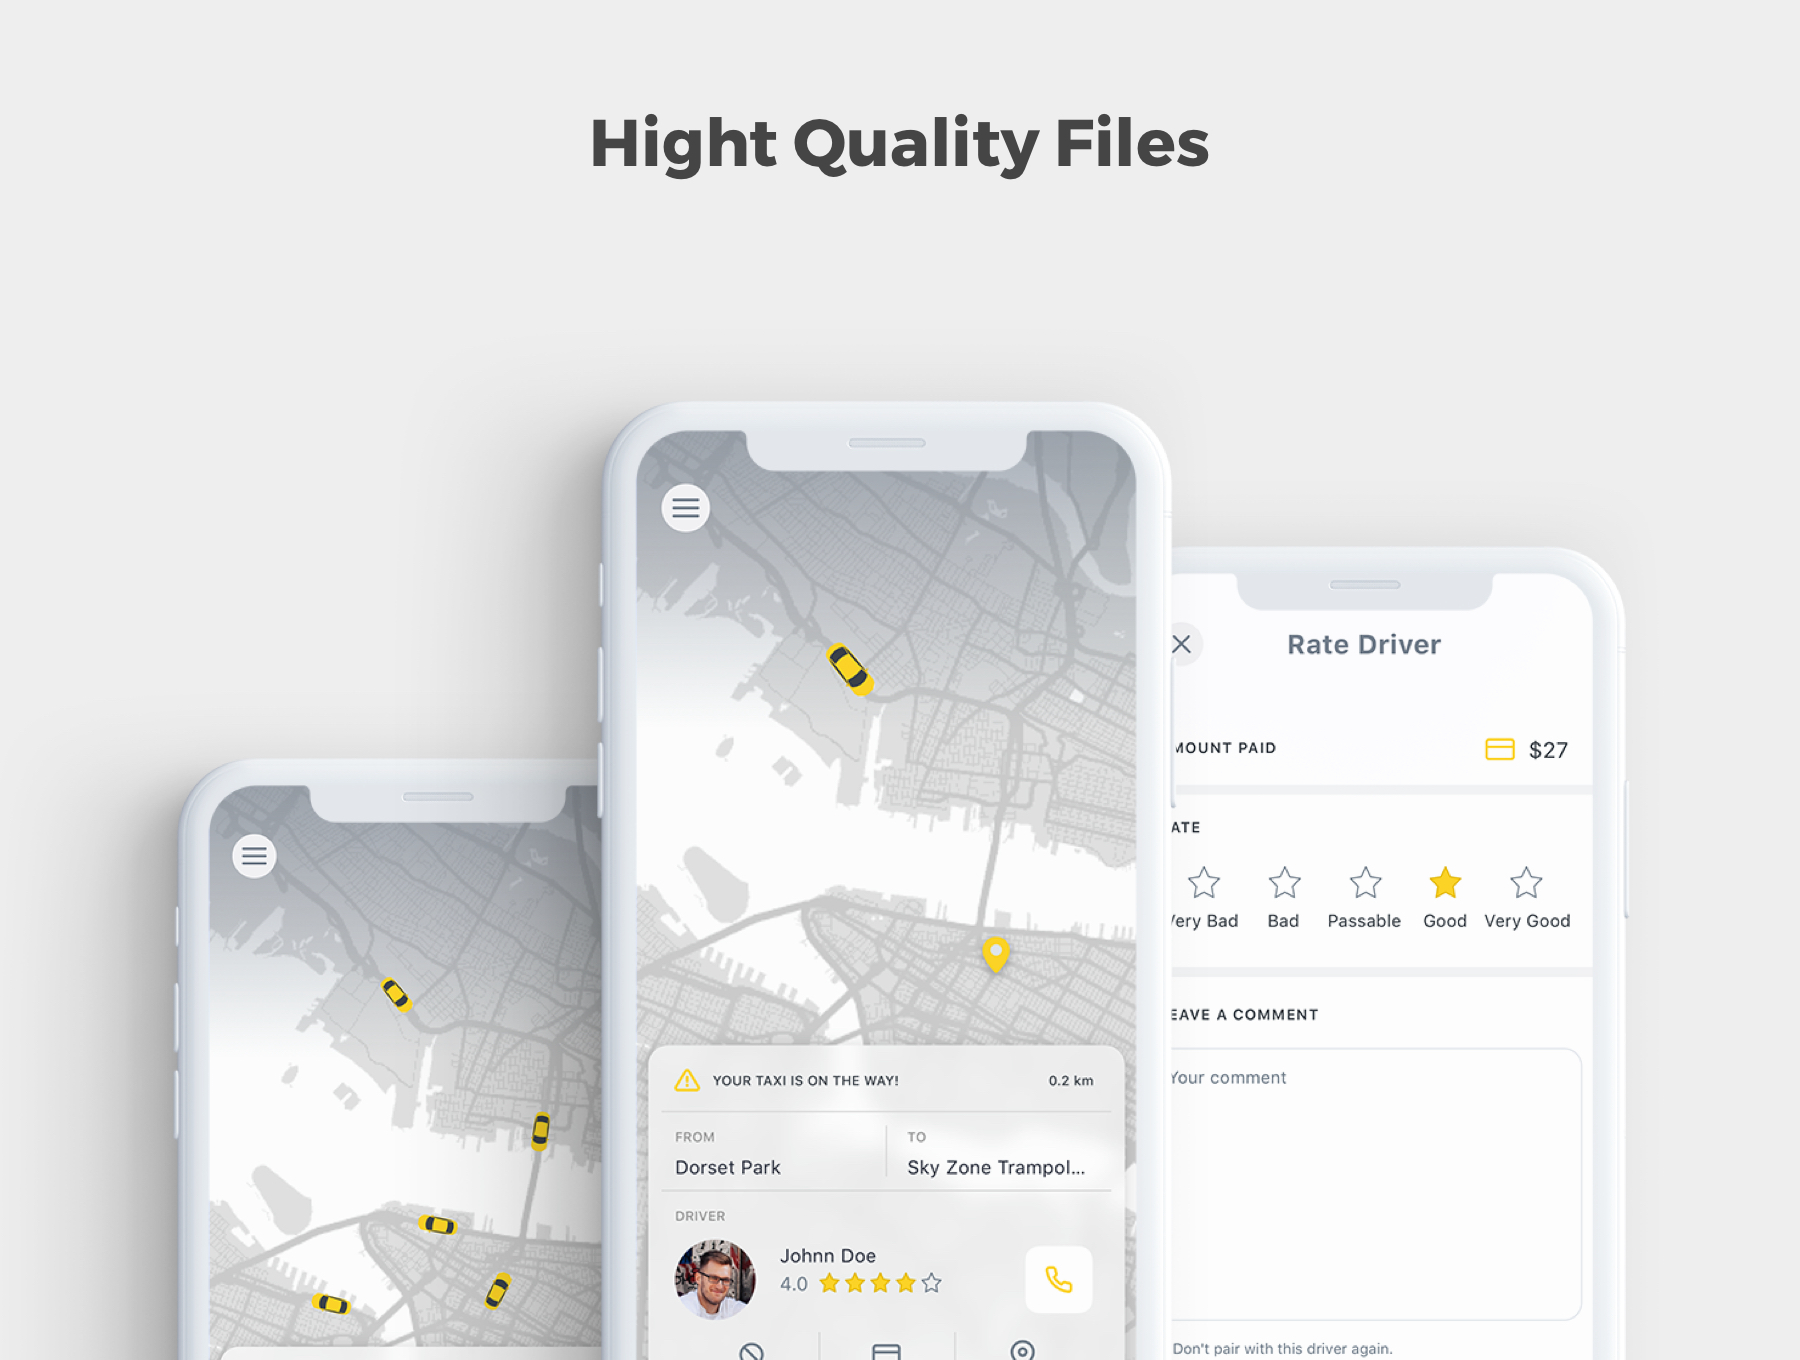 Hight Quality Files
YOUR TAXI IS ON THE WAY!
0.2 km
FROM
Dorset Park
TO
Sky Zone Trampol...
DRIVER
Johnn Doe
4.0
Rate Driver
MOUNT PAID
$27
ATE
ery Bad
Bad
Passable
Good
Very Good
EAVE A COMMENT
Your comment
Don't pair with this driver again.